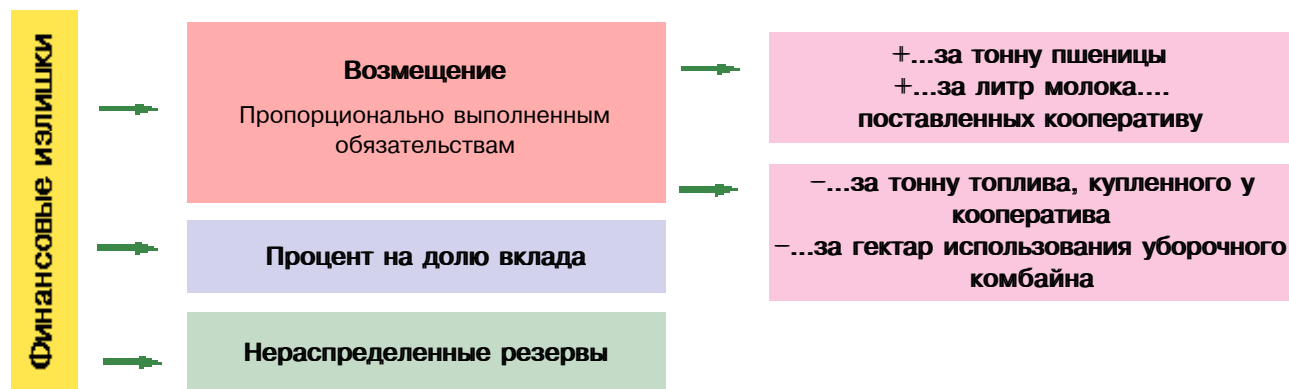 Финансовые излишки
Возмещение
Пропорционально выполненным
обязательствам
+...за тонну пшеницы
+...за литр молока....
поставленных кооперативу
–...за тонну топлива, купленного у
кооператива
–...за гектар использования уборочного
комбайна
Процент на долю вклада
Нераспределенные резервы